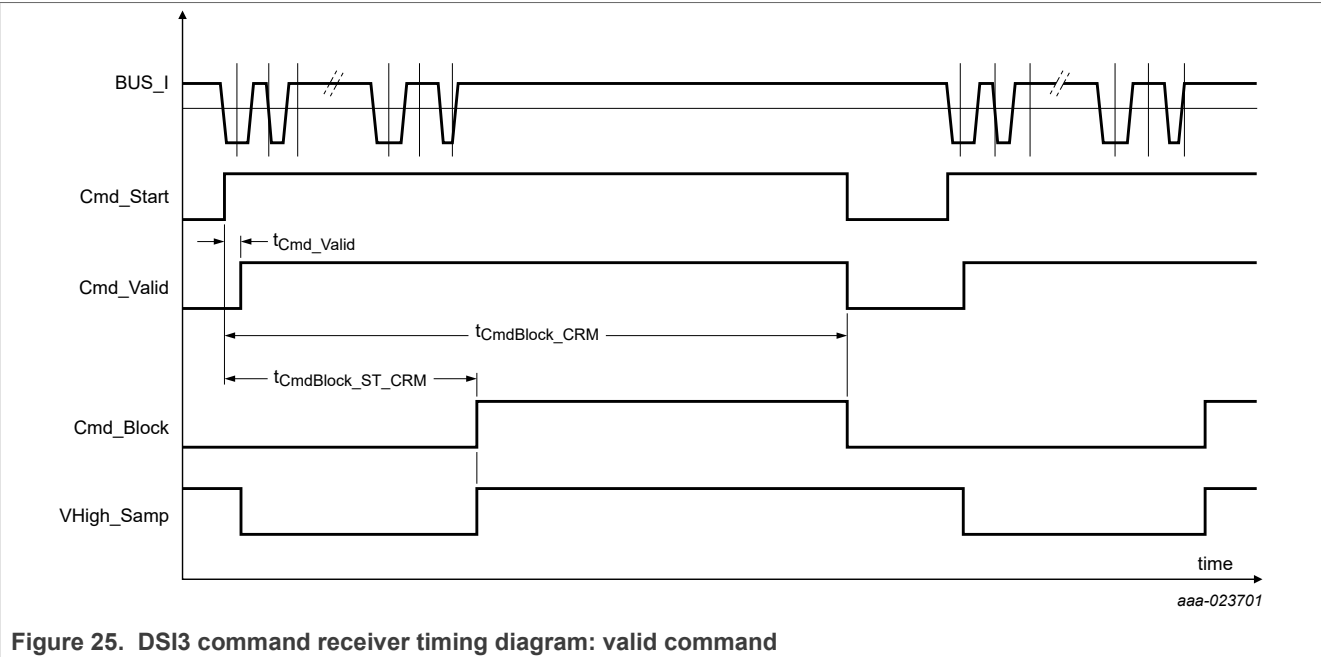 BUS_I
Cmd_Start
tCmd_Valid
Cmd_Valid
tCmdBlock_CRM
tCmdBlock_ST_CRM
Cmd_Block
VHigh_Samp
time
aaa-023701
Figure 25. DSI3 command receiver timing diagram: valid command